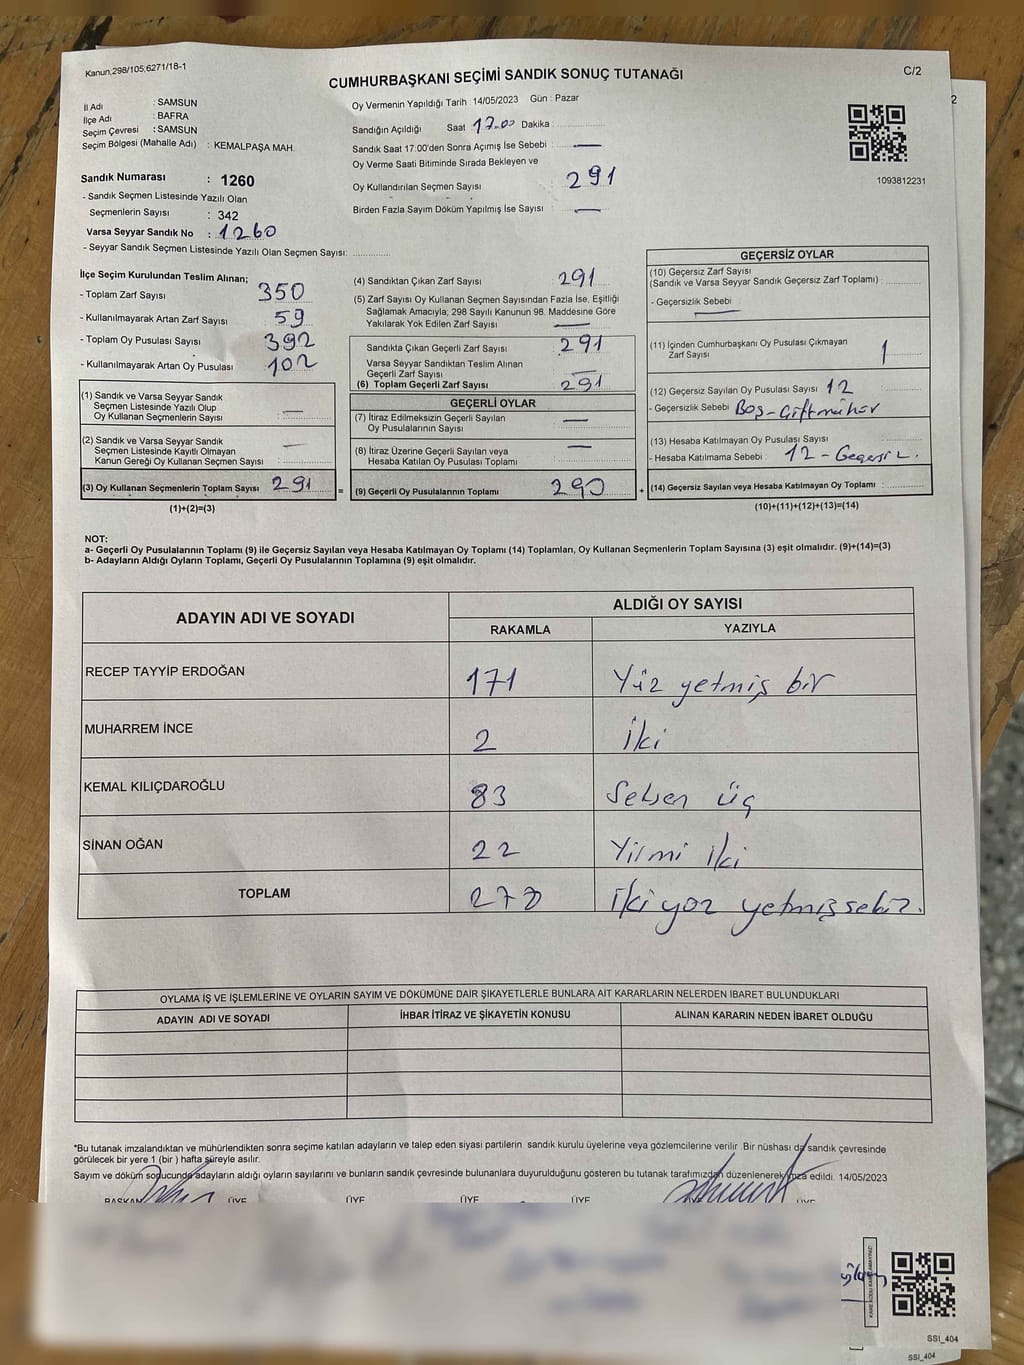 Kanun,298/105;6271/18-1
CUMHURBAŞKANI SEÇİMİ SANDIK SONUÇ TUTANAĞI
C/2
2
İl Adı : SAMSUN
İlçe Adı : BAFRA
Seçim Çevresi : SAMSUN
Seçim Bölgesi (Mahalle Adı) : KEMALPAŞA MAH.
Sandık Numarası : 1260
- Sandık Seçmen Listesinde Yazılı Olan
Seçmenlerin Sayısı : 342
Varsa Seyyar Sandık No : 1260
- Seyyar Sandık Seçmen Listesinde Yazılı Olan Seçmen Sayısı: ..............
Oy Vermenin Yapıldığı Tarih 14/05/2023 Gün : Pazar
Sandığın Açıldığı Saat 17.00 Dakika
Sandık Saat 17:00'den Sonra Açımış İse Sebebi : —
Oy Verme Saati Bitiminde Sırada Bekleyen ve
Oy Kullandırılan Seçmen Sayısı 291
Birden Fazla Sayım Döküm Yapılmış İse Sayısı —
1093812231
İlçe Seçim Kurulundan Teslim Alınan;
- Toplam Zarf Sayısı 350
- Kullanılmayarak Artan Zarf Sayısı 59
- Toplam Oy Pusulası Sayısı 392
- Kullanılmayarak Artan Oy Pusulası 102
(1) Sandık ve Varsa Seyyar Sandık
Seçmen Listesinde Yazılı Olup
Oy Kullanan Seçmenlerin Sayısı —
(2) Sandık ve Varsa Seyyar Sandık
Seçmen Listesinde Kayıtlı Olmayan
Kanun Gereği Oy Kullanan Seçmen Sayısı —
(3) Oy Kullanan Seçmenlerin Toplam Sayısı 291 =
(1)+(2)=(3)
(4) Sandıktan Çıkan Zarf Sayısı 291
(5) Zarf Sayısı Oy Kullanan Seçmen Sayısından Fazla İse, Eşitliği
Sağlamak Amacıyla; 298 Sayılı Kanunun 98. Maddesine Göre
Yakılarak Yok Edilen Zarf Sayısı —
Sandıkta Çıkan Geçerli Zarf Sayısı 291
Varsa Seyyar Sandıktan Teslim Alınan
Geçerli Zarf Sayısı —
(6) Toplam Geçerli Zarf Sayısı 291
GEÇERLİ OYLAR
(7) İtiraz Edilmeksizin Geçerli Sayılan
Oy Pusulalarının Sayısı —
(8) İtiraz Üzerine Geçerli Sayılan veya
Hesaba Katılan Oy Pusulası Toplamı —
(9) Geçerli Oy Pusulalarının Toplamı 290 +
GEÇERSİZ OYLAR
(10) Geçersiz Zarf Sayısı
(Sandık ve Varsa Seyyar Sandık Geçersiz Zarf Toplamı)
- Geçersizlik Sebebi —
(11) İçinden Cumhurbaşkanı Oy Pusulası Çıkmayan
Zarf Sayısı 1
(12) Geçersiz Sayılan Oy Pusulası Sayısı 12
- Geçersizlik Sebebi Boş-Çift mühür
(13) Hesaba Katılmayan Oy Pusulası Sayısı
- Hesaba Katılmama Sebebi : 12-Geçersiz.
(14) Geçersiz Sayılan veya Hesaba Katılmayan Oy Toplamı :
(10)+(11)+(12)+(13)=(14)
NOT:
a- Geçerli Oy Pusulalarının Toplamı (9) ile Geçersiz Sayılan veya Hesaba Katılmayan Oy Toplamı (14) Toplamları, Oy Kullanan Seçmenlerin Toplam Sayısına (3) eşit olmalıdır. (9)+(14)=(3)
b- Adayların Aldığı Oyların Toplamı, Geçerli Oy Pusulalarının Toplamına (9) eşit olmalıdır.
ADAYIN ADI VE SOYADI
ALDIĞI OY SAYISI
RAKAMLA YAZIYLA
RECEP TAYYİP ERDOĞAN 171 Yüz yetmiş bir
MUHARREM İNCE 2 İki
KEMAL KILIÇDAROĞLU 83 Seksen üç
SİNAN OĞAN 22 Yirmi iki
TOPLAM 278 İkiyüz yetmişsekiz.
OYLAMA İŞ VE İŞLEMLERİNE VE OYLARIN SAYIM VE DÖKÜMÜNE DAİR ŞİKAYETLERLE BUNLARA AİT KARARLARIN NELERDEN İBARET BULUNDUKLARI
ADAYIN ADI VE SOYADI İHBAR İTİRAZ VE ŞİKAYETİN KONUSU ALINAN KARARIN NEDEN İBARET OLDUĞU
*Bu tutanak imzalandıktan ve mühürlendikten sonra seçime katılan adayların ve talep eden siyasi partilerin sandık kurulu üyelerine veya gözlemcilerine verilir. Bir nüshası da sandık çevresinde
görülecek bir yere 1 (bir ) hafta süreyle asılır.
Sayım ve döküm sonucunda adayların aldığı oyların sayılarını ve bunların sandık çevresinde bulunanlara duyurulduğunu gösteren bu tutanak tarafımızdan düzenlenerek imza edildi. 14/05/2023
BAŞKAN ÜYE ÜYE ÜYE ÜYE ÜYE ÜYE
SSI_404
SSI_404